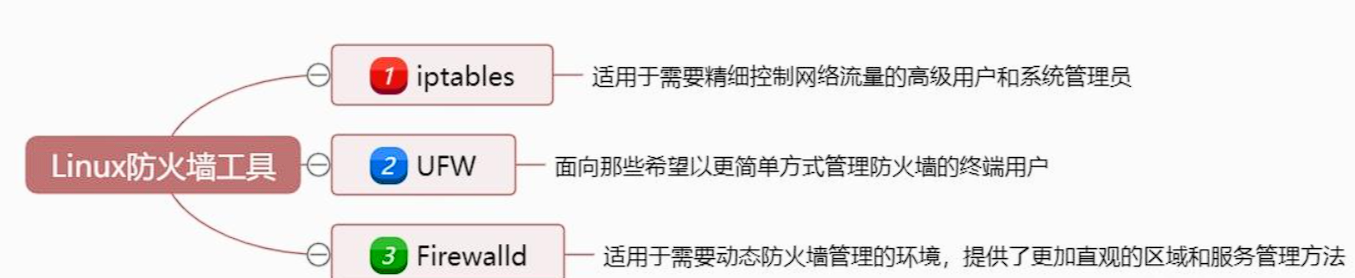 1 iptables 适用于需要精细控制网络流量的高级用户和系统管理员
Linux防火墙工具
2 UFW 面向那些希望以更简单方式管理防火墙的终端用户
3 Firewalld 适用于需要动态防火墙管理的环境，提供了更加直观的区域和服务管理方法